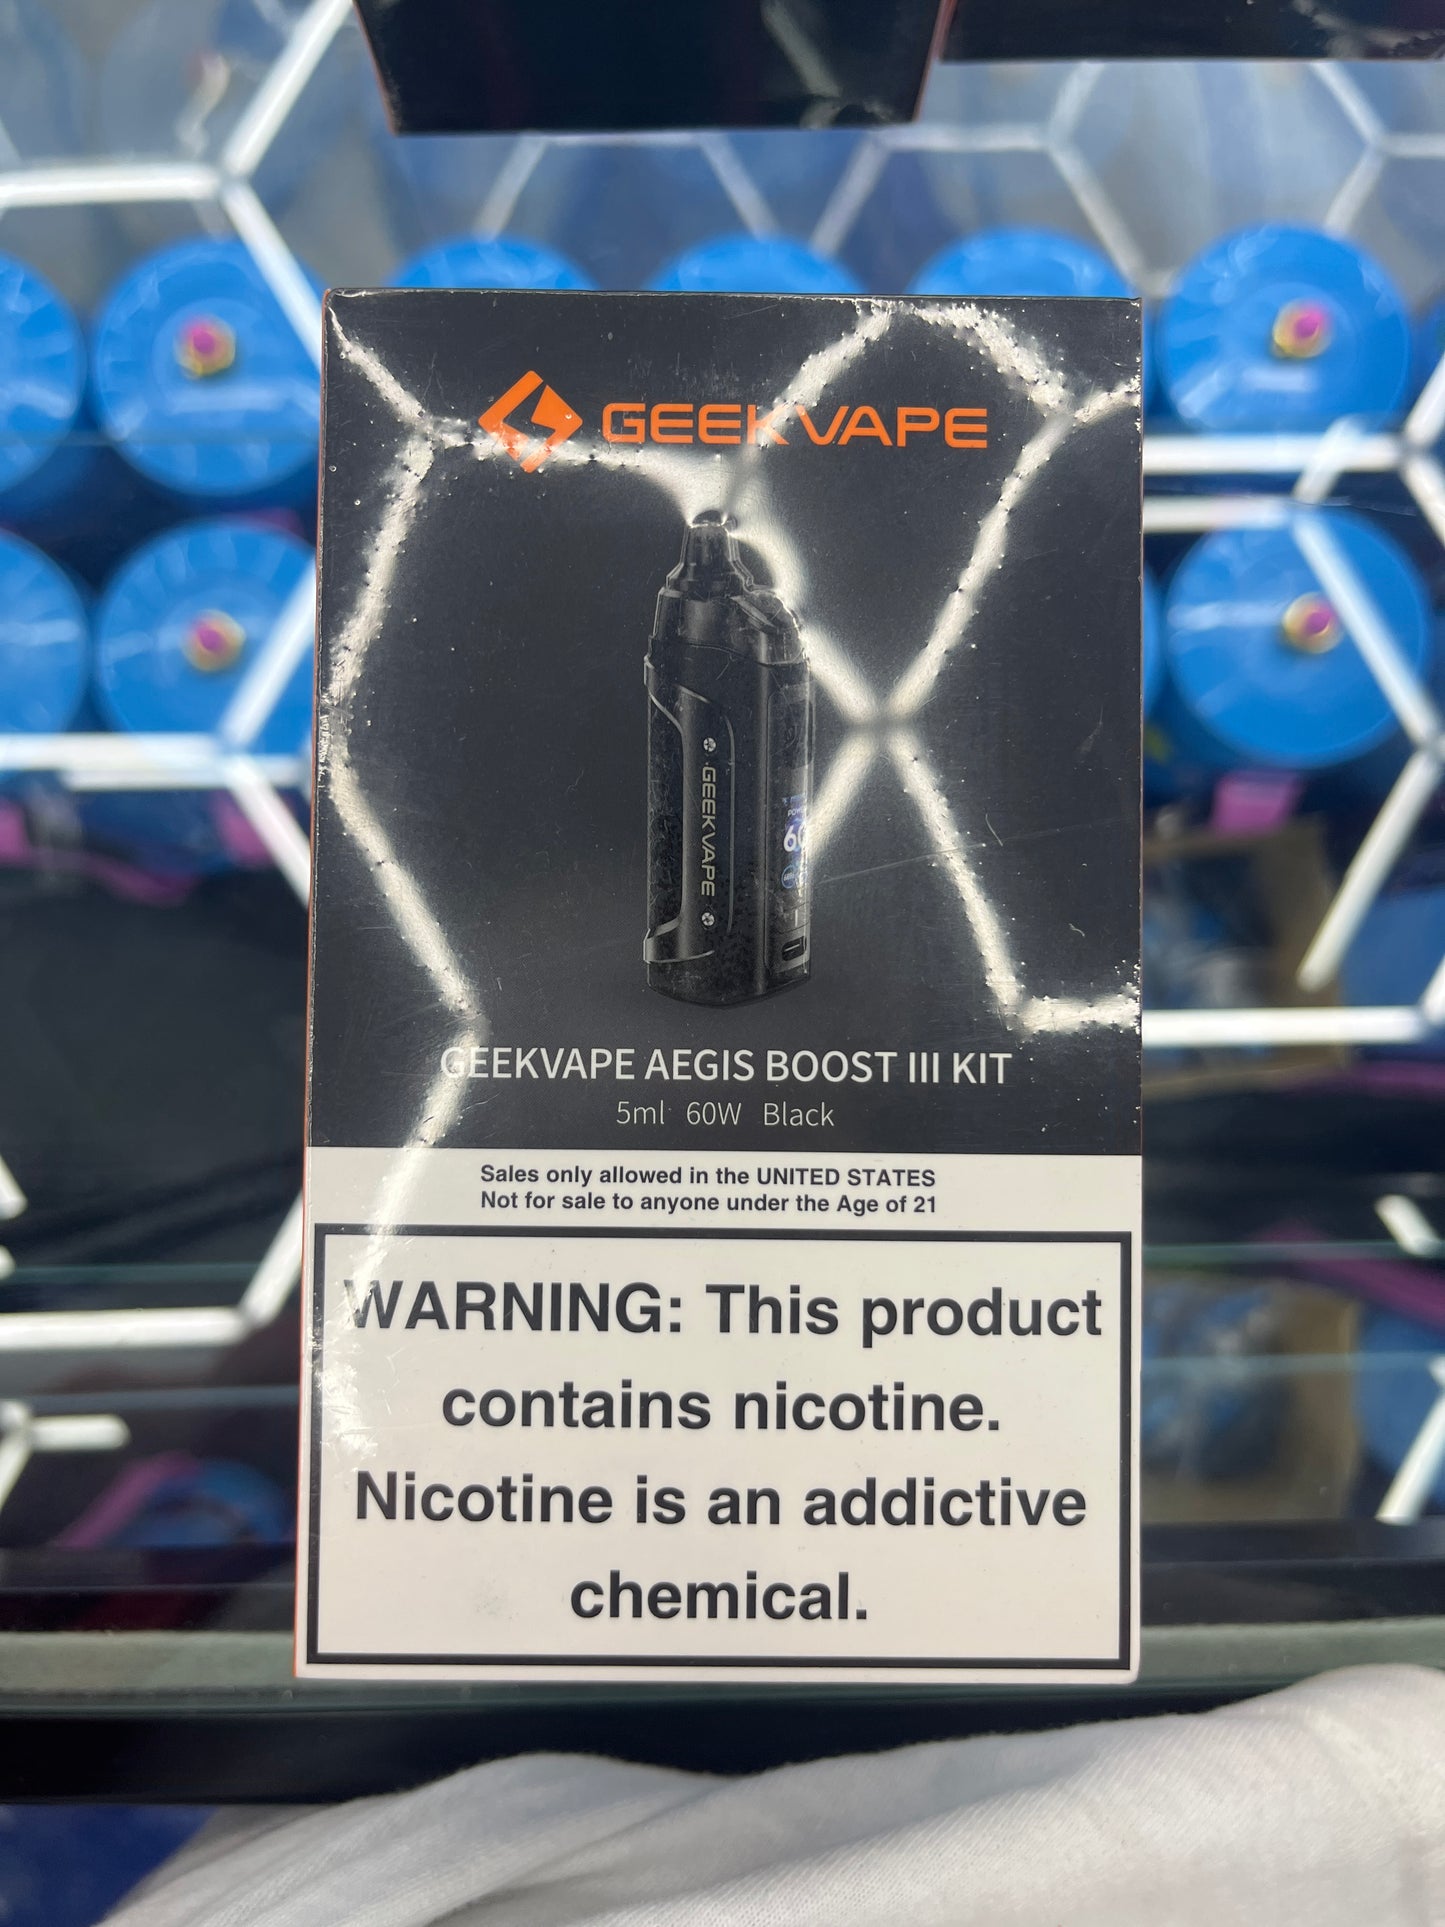 GEEKVAPE
GEEKVAPE
60
GEEKVAPE AEGIS BOOST III KIT
5ml 60W Black
Sales only allowed in the UNITED STATES
Not for sale to anyone under the Age of 21
WARNING: This product
contains nicotine.
Nicotine is an addictive
chemical.